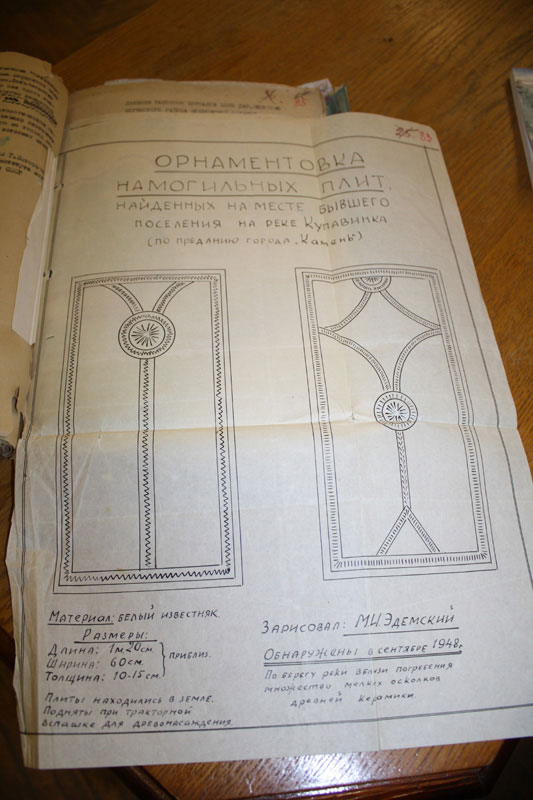 ОРНАМЕНТОВКА
НАМОГИЛЬНЫХ ПЛИТ,
НАЙДЕННЫХ НА МЕСТЕ БЫВШЕГО
ПОСЕЛЕНИЯ НА РЕКЕ КУПАВИНКА
(ПО ПРЕДАНИЮ ГОРОДА „Кашень")
Материал: БЕЛЫЙ ИЗВЕСТНЯК.
Размеры:
Длина: 1м.20см.
Ширина: 60см.
Толщина: 10-15см.
ПРИБЛИЗ.
Плиты находились в земле.
Подняты при тракторной
вспашке для древонасаждения.
Зарисовал: М.И. Эдемский
Обнаружены в сентябре 1948г.
По берегу реки вблизи погребения
множество мелких осколков
древней керамики.